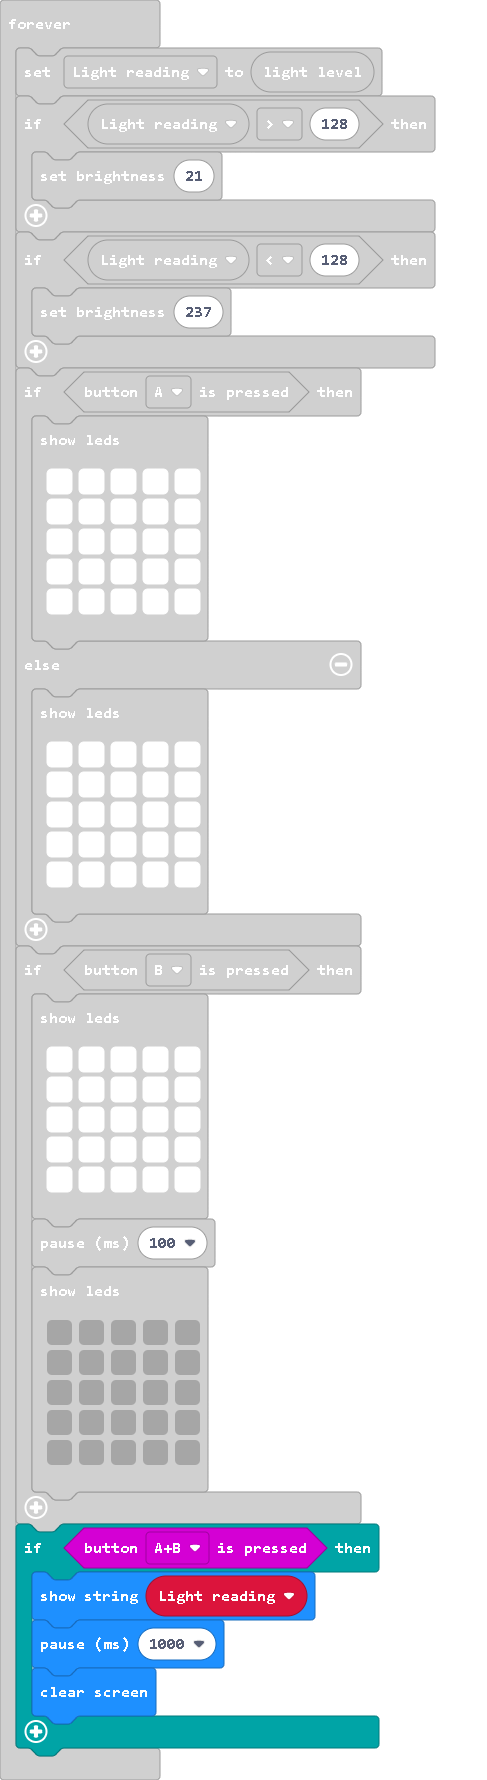 forever
set Light reading to light level
if Light reading > 128 then
set brightness 21
if Light reading < 128 then
set brightness 237
if button A is pressed then
show leds
else
show leds
if button B is pressed then
show leds
pause (ms) 100
show leds
if button A+B is pressed then
show string Light reading
pause (ms) 1000
clear screen